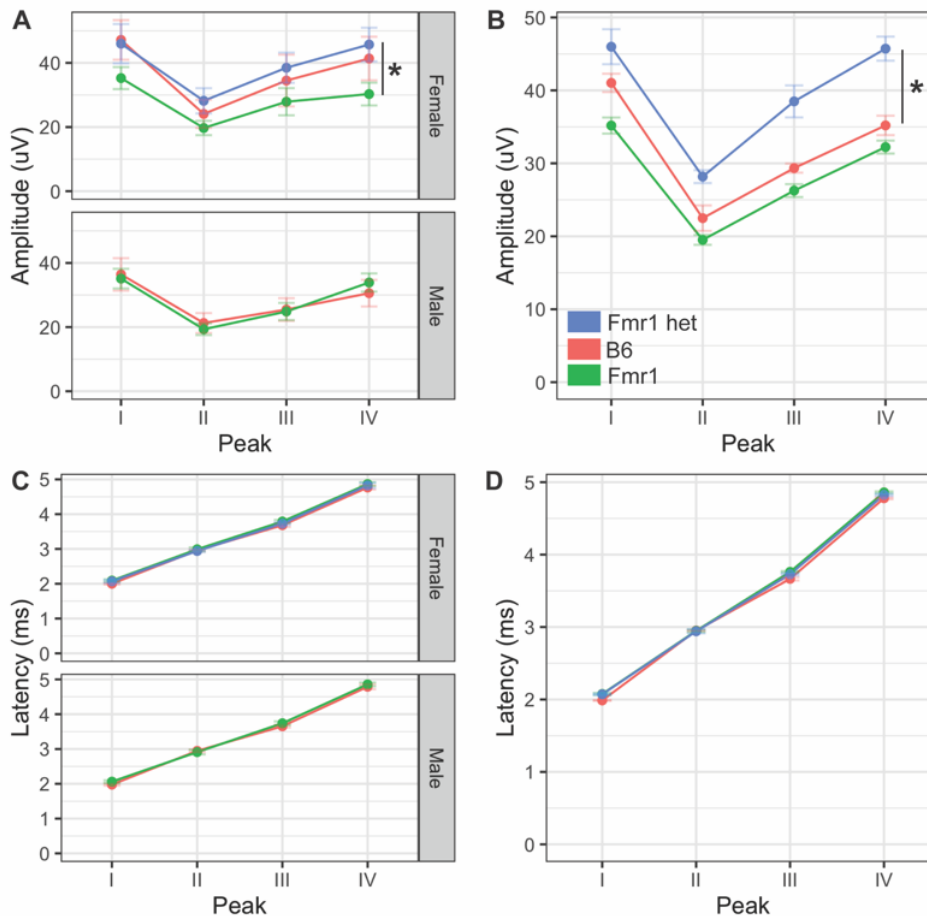 A
Amplitude (uV)
40
20
0
Female
*
40
20
0
Male
I II III IV
Peak
B
Amplitude (uV)
50
40
30
20
10
0
*
Fmr1 het
B6
Fmr1
I II III IV
Peak
C
Latency (ms)
5
4
3
2
1
0
Female
5
4
3
2
1
0
Male
I II III IV
Peak
D
Latency (ms)
5
4
3
2
1
0
I II III IV
Peak